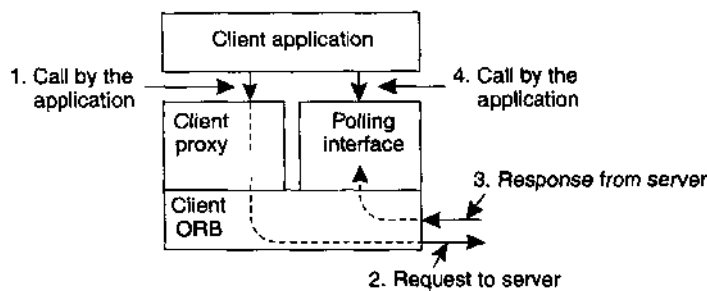 Client application
1. Call by the
application
4. Call by the
application
Client
proxy
Polling
interface
3. Response from server
Client
ORB
2. Request to server